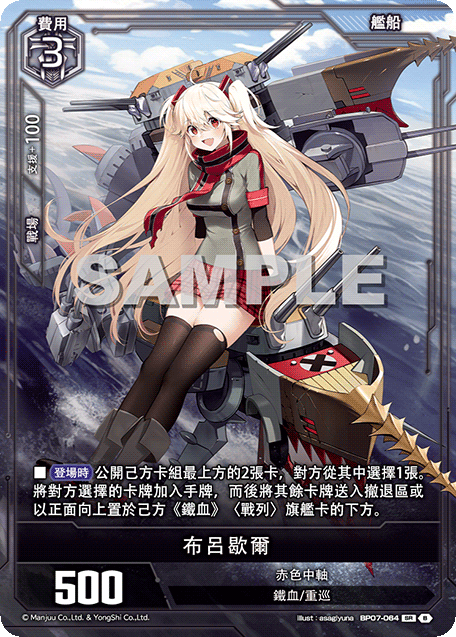 費用
3
艦船
支援+100
戰場
SAMPLE
■ 登場時 公開己方卡組最上方的2張卡，對方從其中選擇1張。
將對方選擇的卡牌加入手牌，而後將其餘卡牌送入撤退區或
以正面向上置於己方《鐵血》〈戰列〉旗艦卡的下方。
布呂歇爾
500
赤色中軸
鐵血/重巡
© Manjuu Co.,Ltd. & YongShi Co.,Ltd.
Illust : asagiyuna BP07-064 SR B